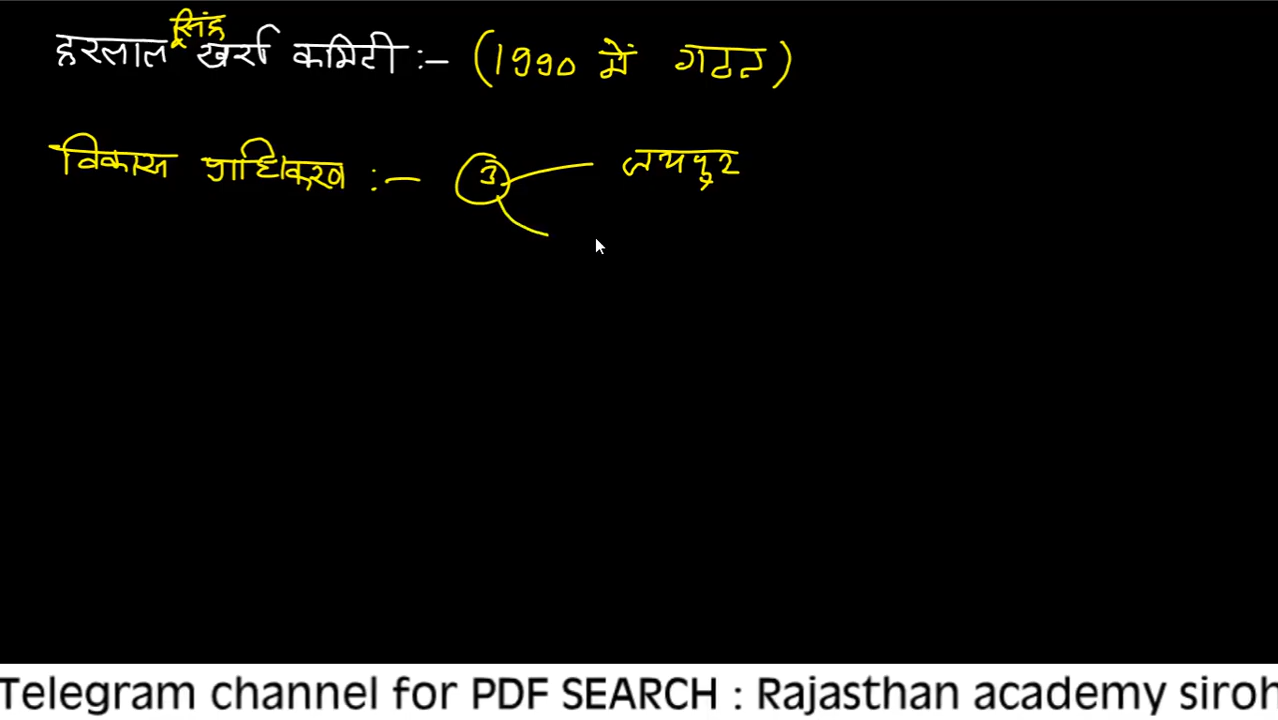 हरलाल सिंह खर्रा कमिटी :- (1990 में गठन)
विकास प्राधिकरण :- 3 जयपुर
Telegram channel for PDF SEARCH : Rajasthan academy siroh